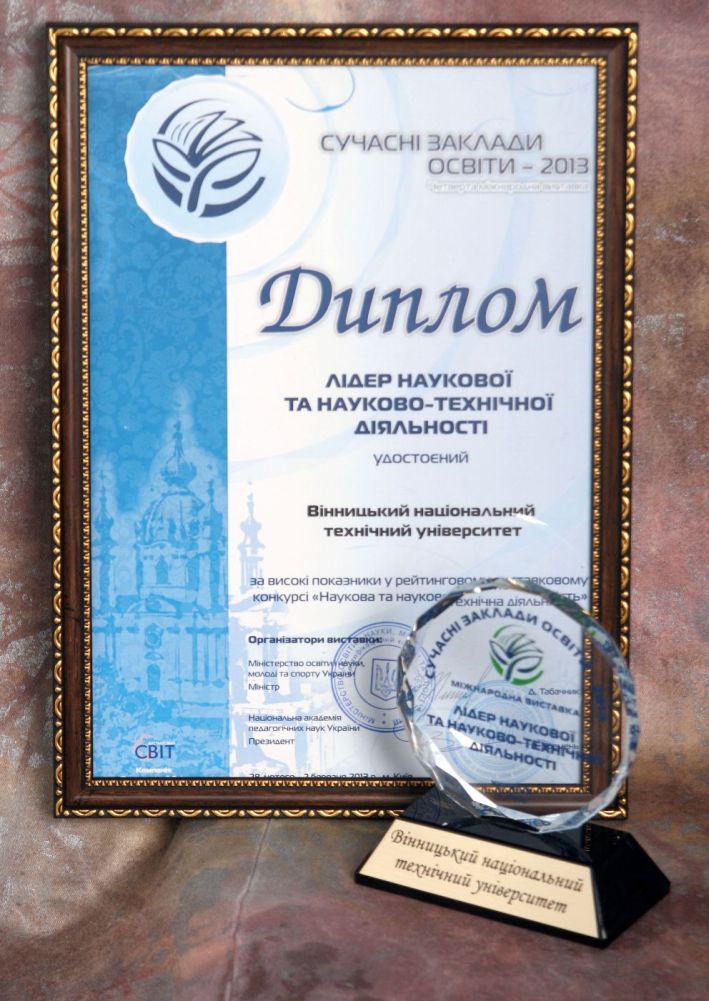 СУЧАСНІ ЗАКЛАДИ
ОСВІТИ – 2013
Четверта міжнародна виставка
Диплом
ЛІДЕР НАУКОВОЇ
ТА НАУКОВО-ТЕХНІЧНОЇ
ДІЯЛЬНОСТІ
удостоєний
Вінницький національний
технічний університет
за високі показники у рейтинговому
конкурсі «Наукова та науково-технічна діяльність»
Організатори виставки:
Міністерство освіти і науки,
молоді та спорту України
Міністр
Д. Табачник
Національна академія
педагогічних наук України
Президент
СВІТ
28 лютого – 2 березня 2013 р., м. Київ
СУЧАСНІ ЗАКЛАДИ ОСВІТИ
МІЖНАРОДНА ВИСТАВКА
ЛІДЕР НАУКОВОЇ
ТА НАУКОВО-ТЕХНІЧНОЇ
ДІЯЛЬНОСТІ
Вінницький національний
технічний університет